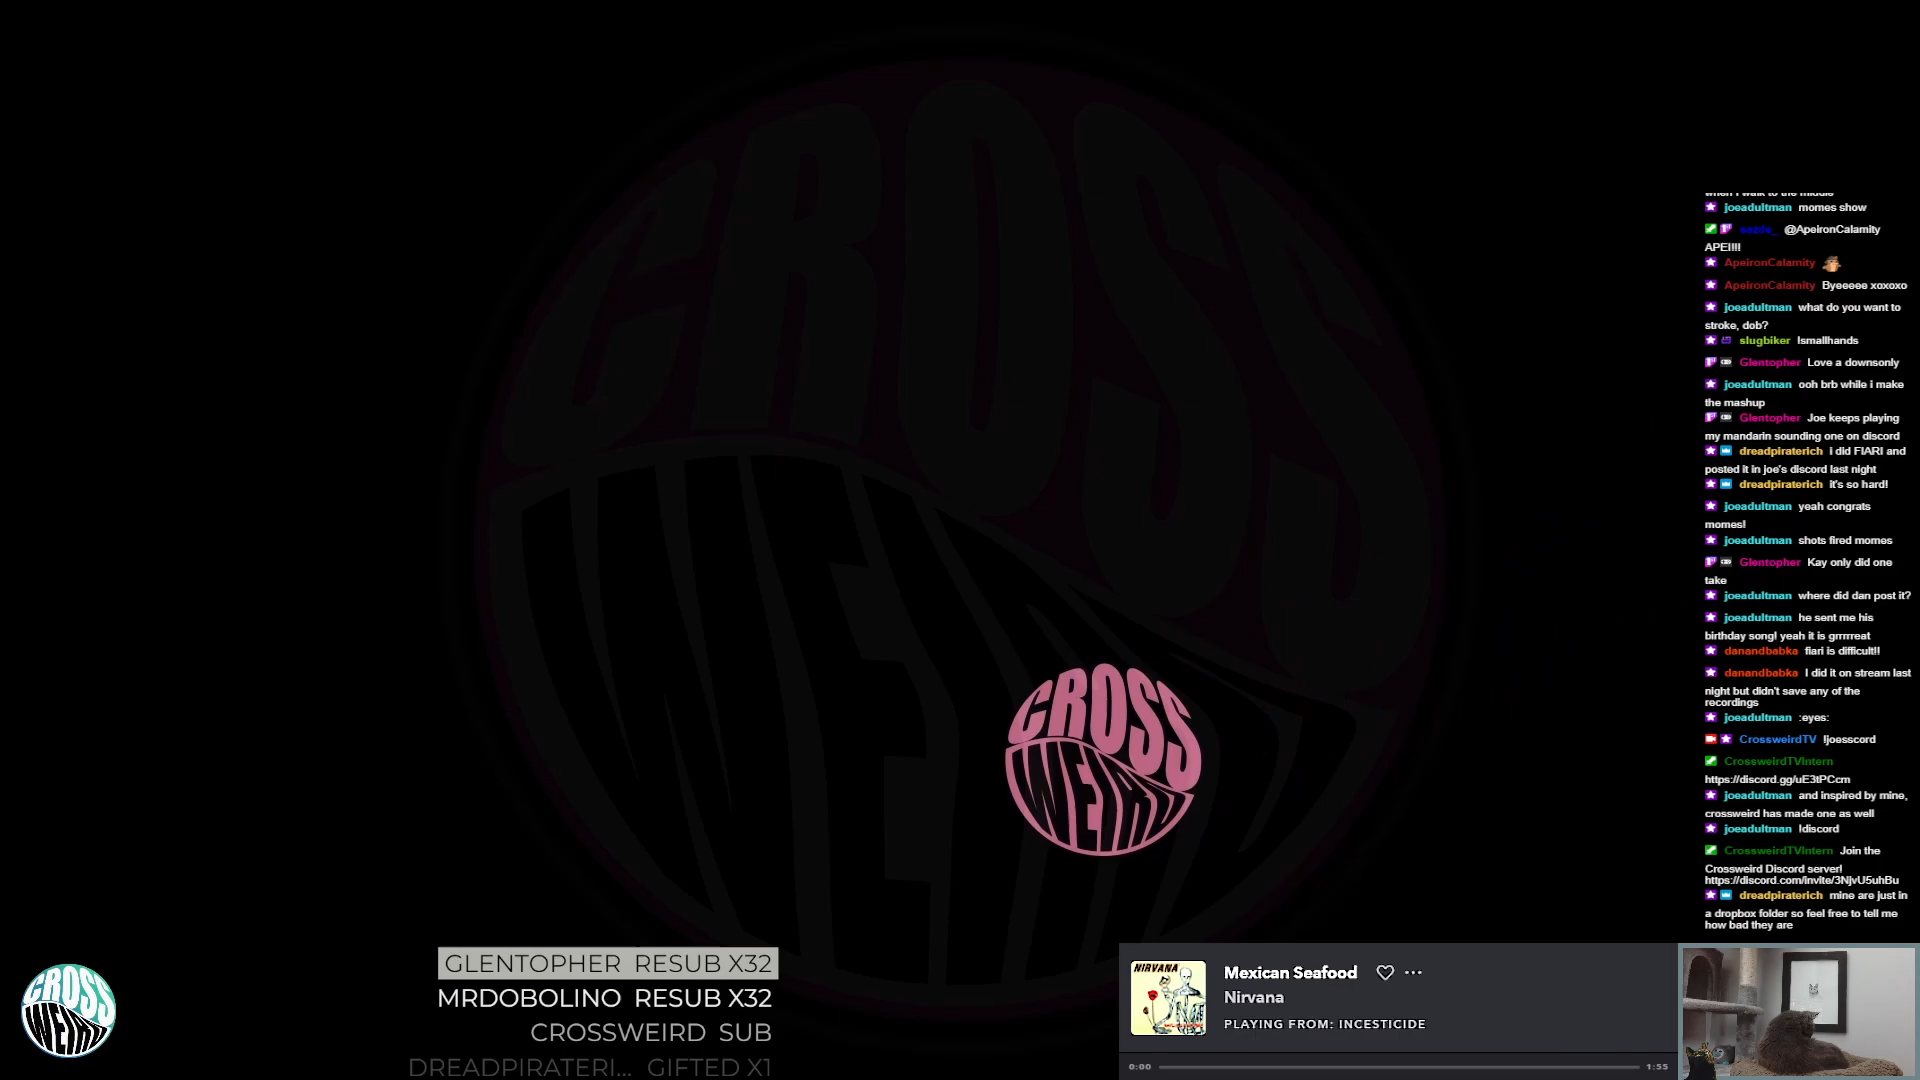 CROSS
WEIRD
CROSS
WEIRD
joeadultman momes show
@ApeironCalamity
APEI!!!
ApeironCalamity
ApeironCalamity Byeeeee xoxoxo
joeadultman what do you want to
stroke, dob?
slugbiker !smallhands
Glentopher Love a downsonly
joeadultman ooh brb while i make
the mashup
Glentopher Joe keeps playing
my mandarin sounding one on discord
dreadpiraterich i did FIARI and
posted it in joe's discord last night
dreadpiraterich it's so hard!
joeadultman yeah congrats
momes!
joeadultman shots fired momes
Glentopher Kay only did one
take
joeadultman where did dan post it?
joeadultman he sent me his
birthday song! yeah it is grrrrreat
danandbabka fiari is difficult!!
danandbabka I did it on stream last
night but didn't save any of the
recordings
joeadultman :eyes:
CrossweirdTV !joesscord
CrossweirdTVIntern
https://discord.gg/uE3tPCcm
joeadultman and inspired by mine,
crossweird has made one as well
joeadultman !discord
CrossweirdTVIntern Join the
Crossweird Discord server!
https://discord.com/invite/3NjvU5uhBu
dreadpiraterich mine are just in
a dropbox folder so feel free to tell me
how bad they are
CROSS
WEIRD
GLENTOPHER RESUB X32
MRDOBOLINO RESUB X32
CROSSWEIRD SUB
DREADPIRATERI... GIFTED X1
NIRVANA
Mexican Seafood
Nirvana
PLAYING FROM: INCESTICIDE
0:00
1:55